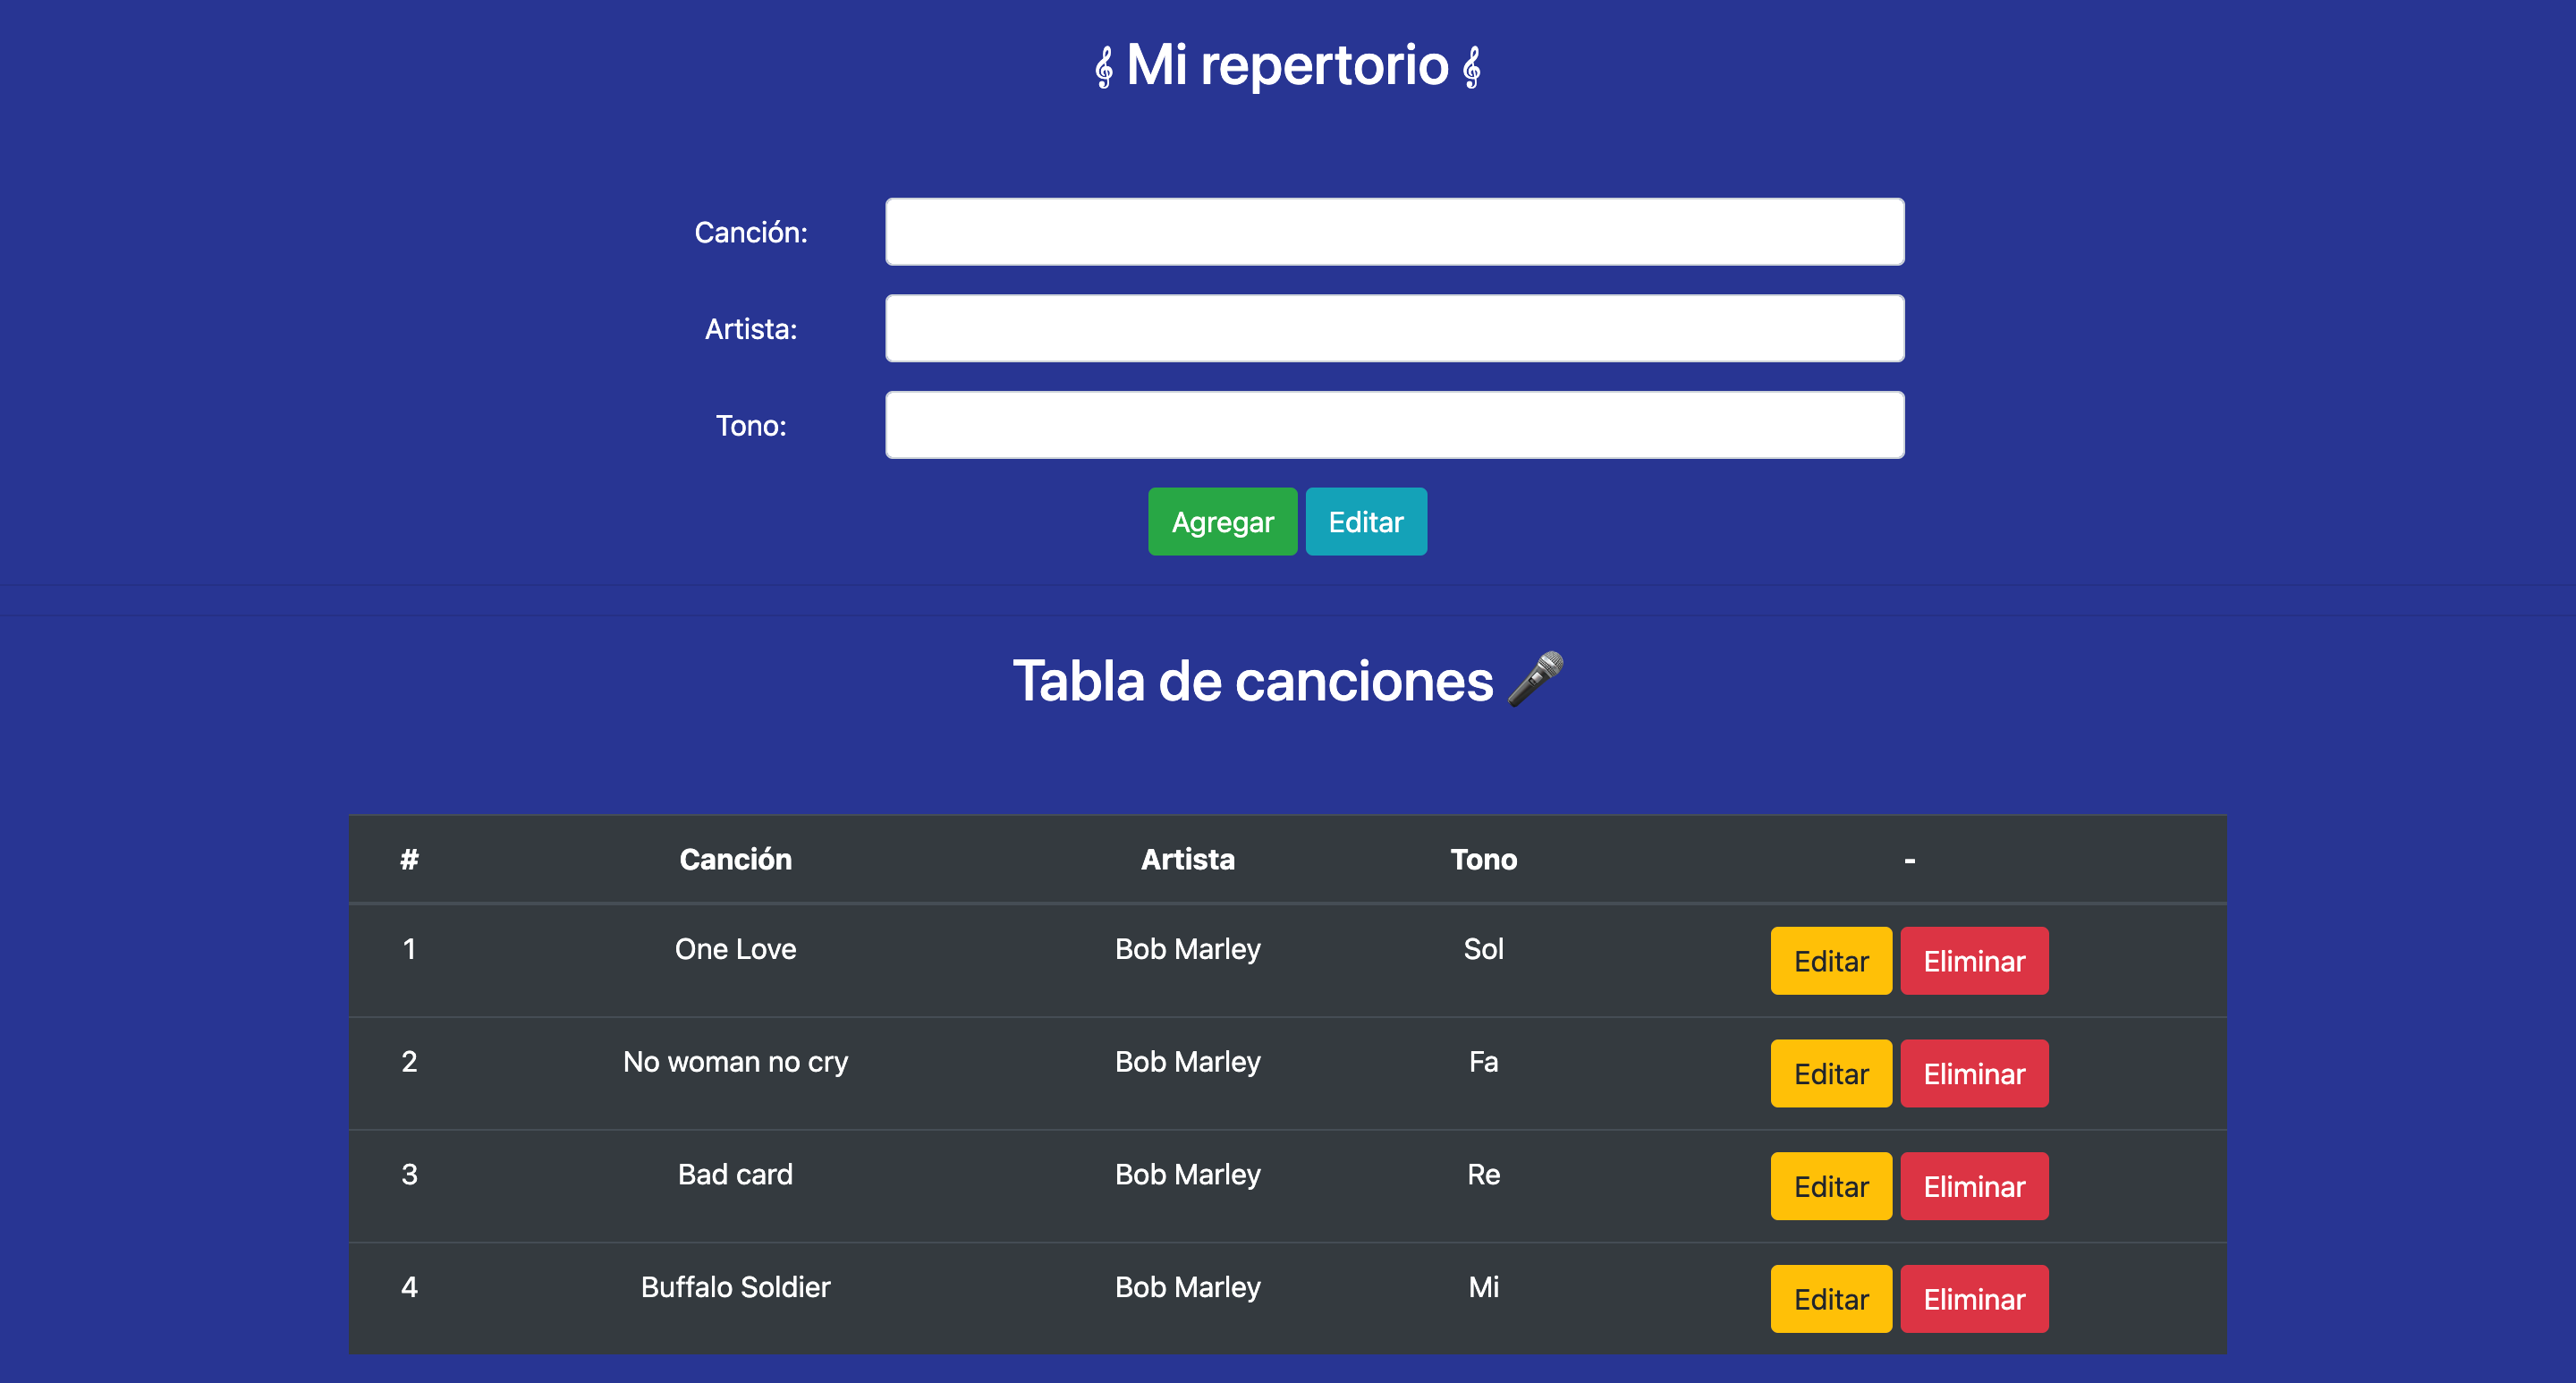 𝄞 Mi repertorio 𝄞
Canción:
Artista:
Tono:
Agregar Editar
Tabla de canciones 🎤
# Canción Artista Tono -
1 One Love Bob Marley Sol Editar Eliminar
2 No woman no cry Bob Marley Fa Editar Eliminar
3 Bad card Bob Marley Re Editar Eliminar
4 Buffalo Soldier Bob Marley Mi Editar Eliminar